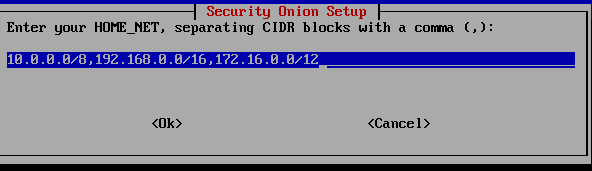 Security Onion Setup
Enter your HOME_NET, separating CIDR blocks with a comma (,):
10.0.0.0/8,192.168.0.0/16,172.16.0.0/12
<Ok> <Cancel>